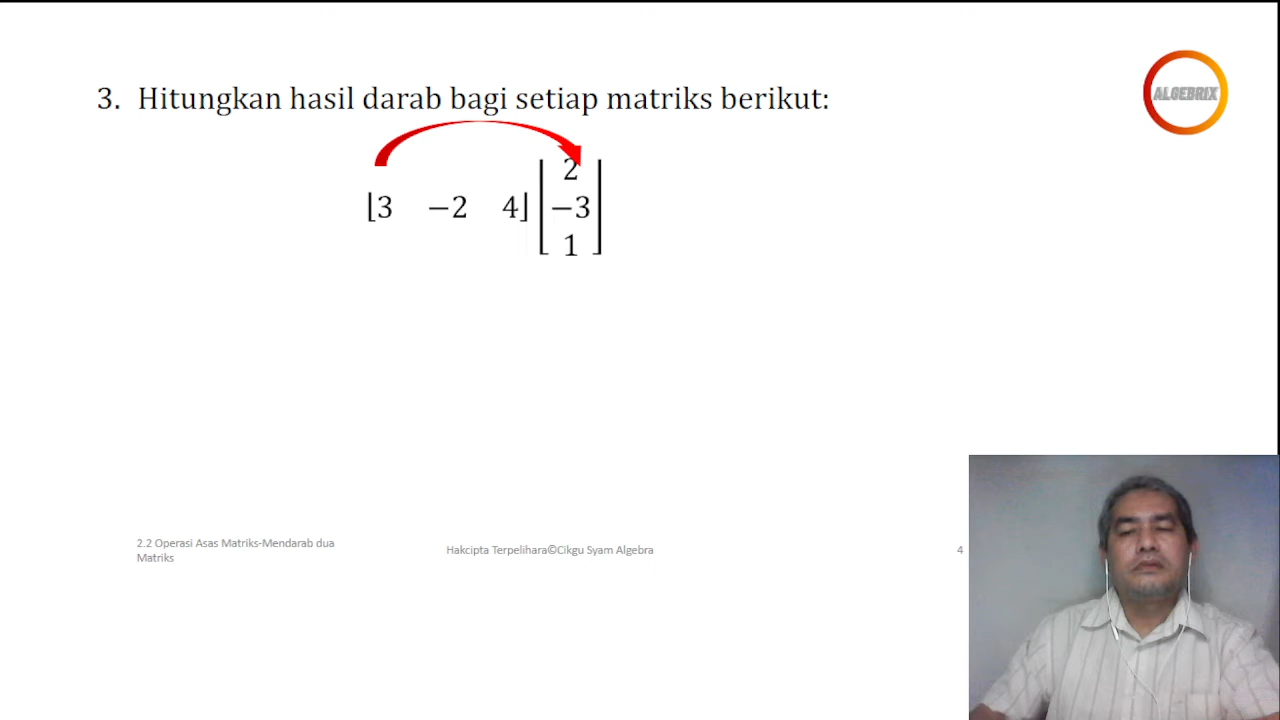 3. Hitungkan hasil darab bagi setiap matriks berikut:
ALGEBRIX
2
[3 −2 4] [−3]
1
2.2 Operasi Asas Matriks-Mendarab dua
Matriks
Hakcipta Terpelihara©Cikgu Syam Algebra
4